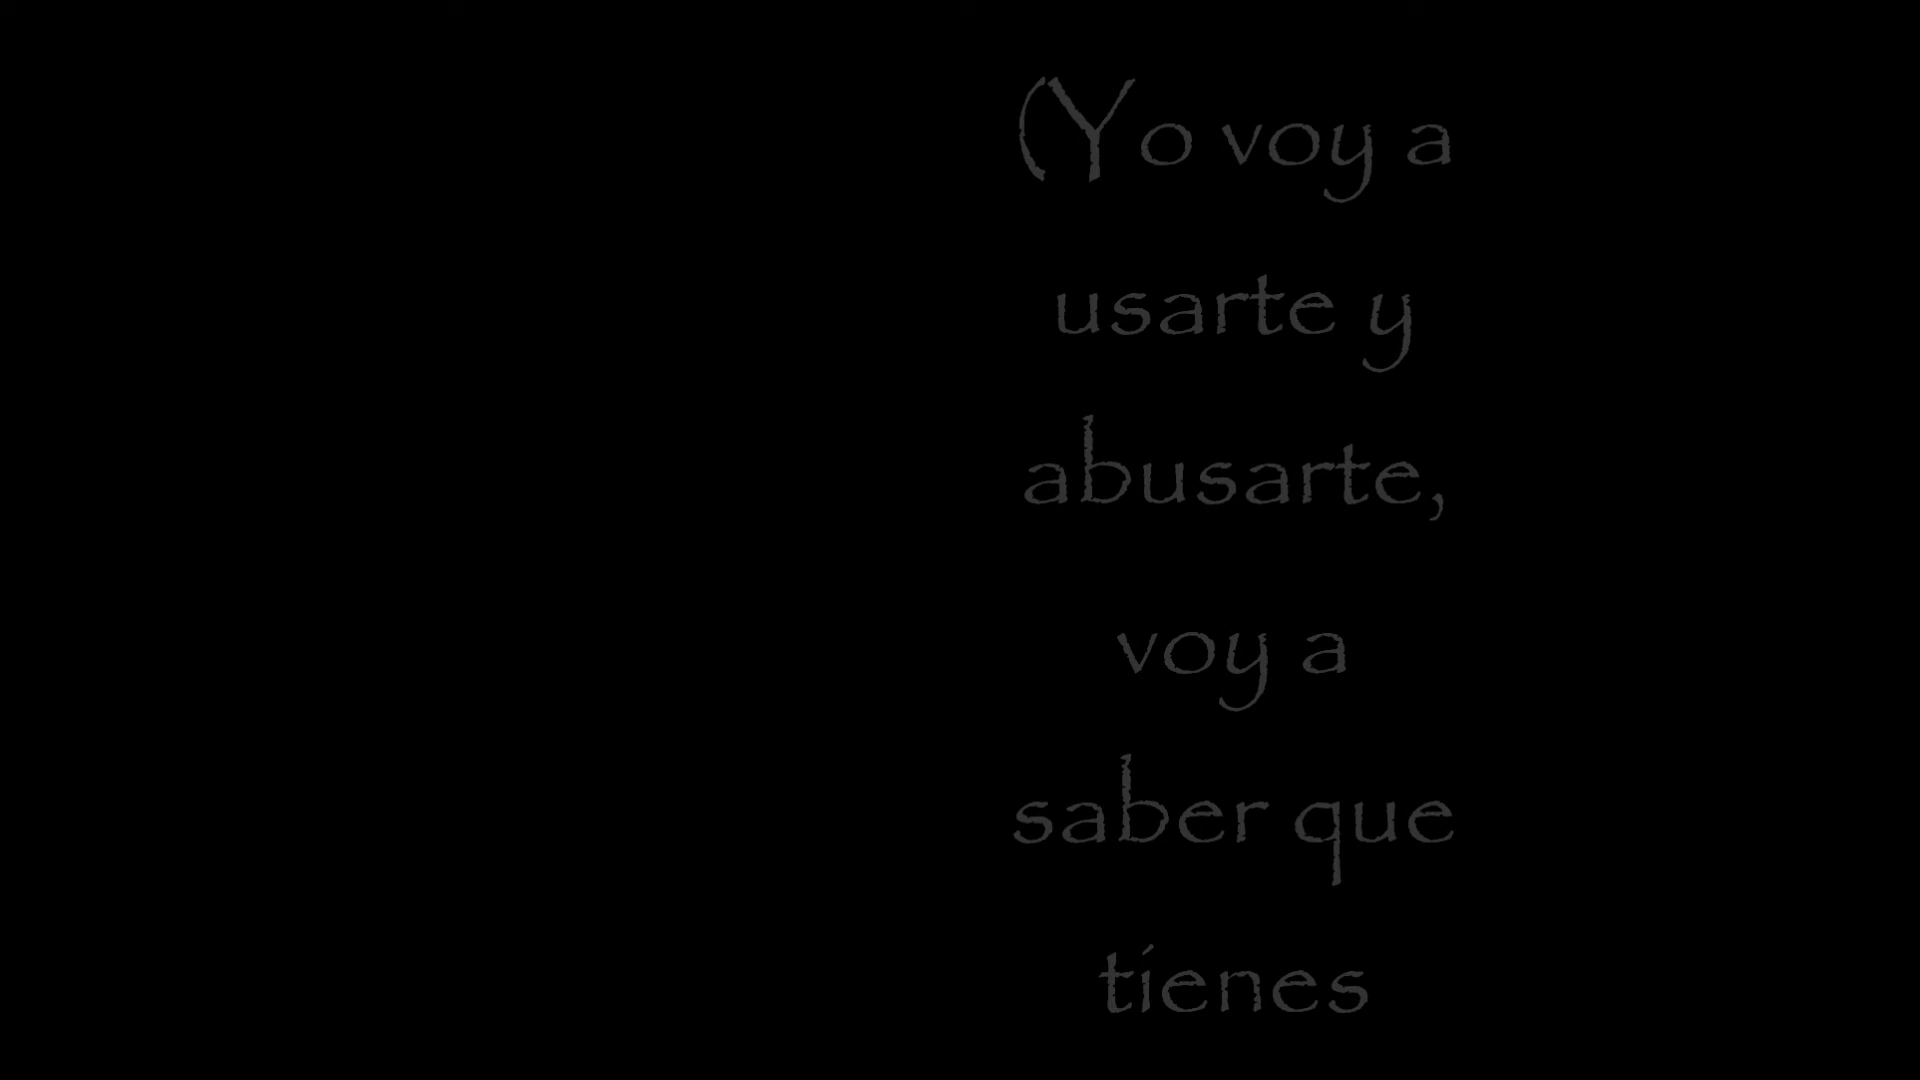 (Yo voy a
usarte y
abusarte,
voy a
saber que
tienes